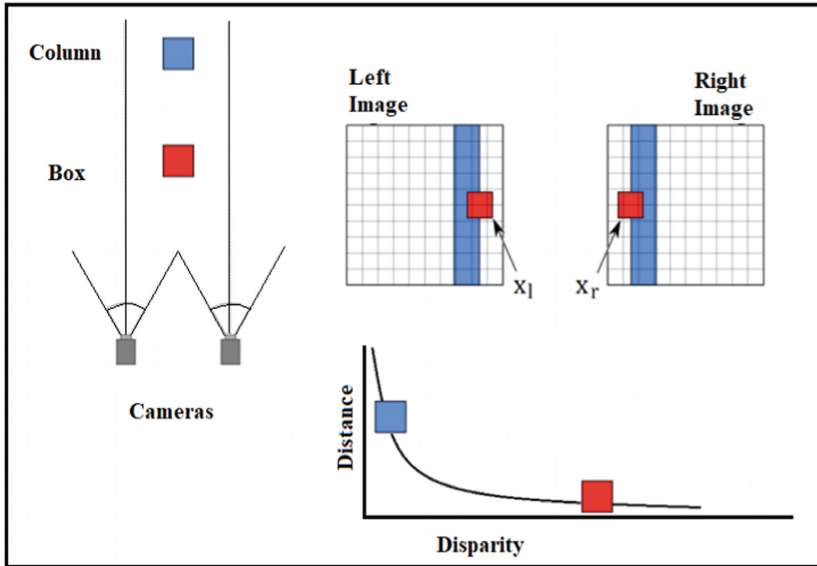 Column
Box
Cameras
Left
Image
Right
Image
xl
xr
Distance
Disparity